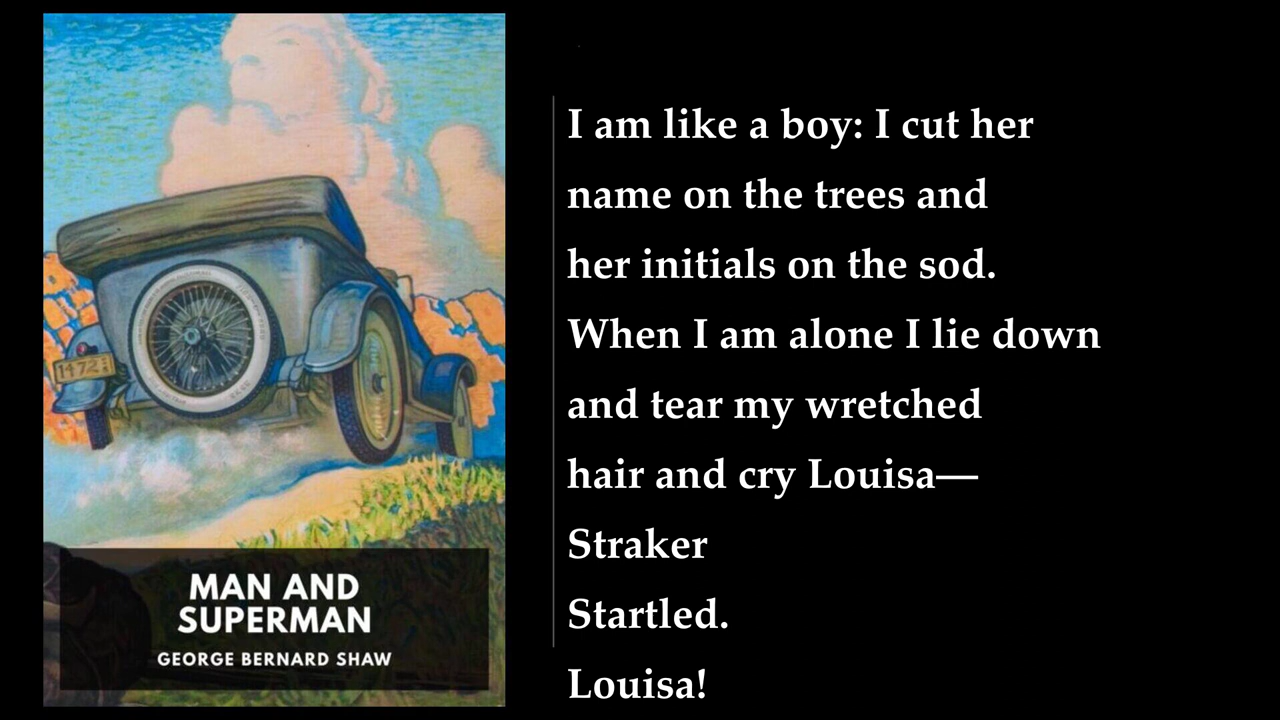 1472
MAN AND
SUPERMAN
GEORGE BERNARD SHAW
I am like a boy: I cut her
name on the trees and
her initials on the sod.
When I am alone I lie down
and tear my wretched
hair and cry Louisa—
Straker
Startled.
Louisa!